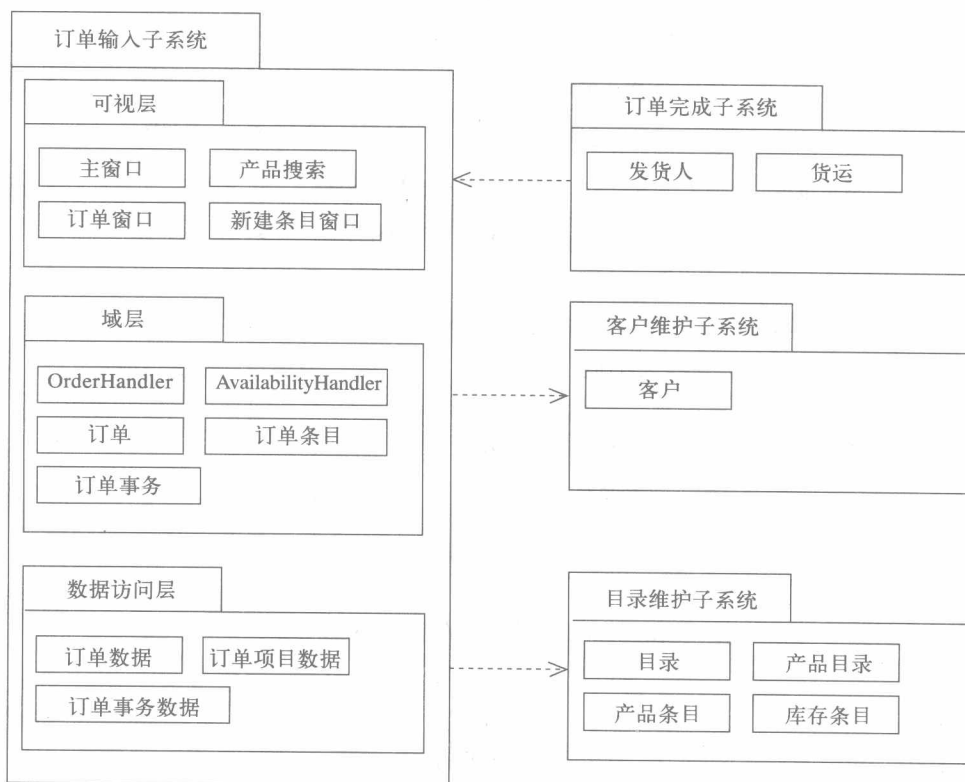 订单输入子系统
可视层
主窗口
产品搜索
订单窗口
新建条目窗口
域层
OrderHandler
AvailabilityHandler
订单
订单条目
订单事务
数据访问层
订单数据
订单项目数据
订单事务数据
订单完成子系统
发货人
货运
客户维护子系统
客户
目录维护子系统
目录
产品目录
产品条目
库存条目